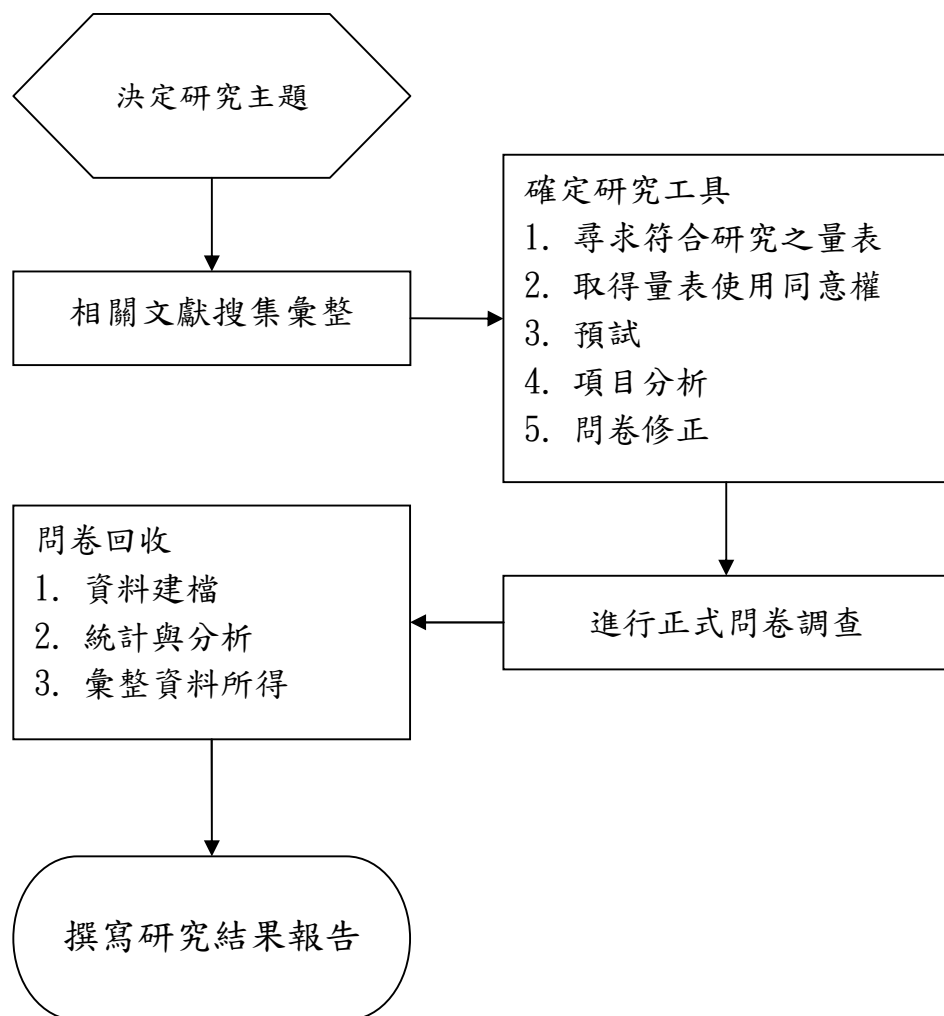 決定研究主題
相關文獻搜集彙整
確定研究工具
1. 尋求符合研究之量表
2. 取得量表使用同意權
3. 預試
4. 項目分析
5. 問卷修正
進行正式問卷調查
問卷回收
1. 資料建檔
2. 統計與分析
3. 彙整資料所得
撰寫研究結果報告